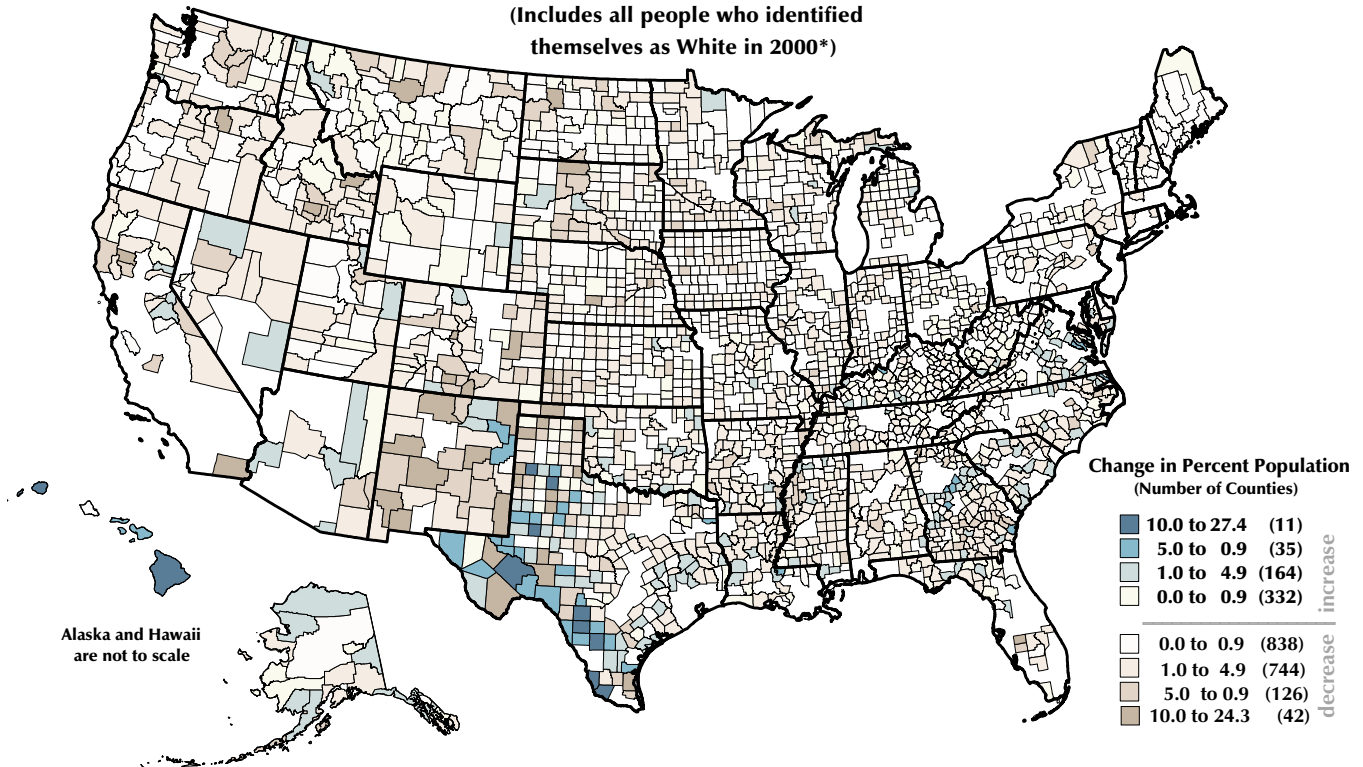 (Includes all people who identified
themselves as White in 2000*)
Change in Percent Population
(Number of Counties)
10.0 to 27.4 (11)
5.0 to 0.9 (35)
1.0 to 4.9 (164)
0.0 to 0.9 (332)
increase
0.0 to 0.9 (838)
1.0 to 4.9 (744)
5.0 to 0.9 (126)
10.0 to 24.3 (42)
decrease
Alaska and Hawaii
are not to scale